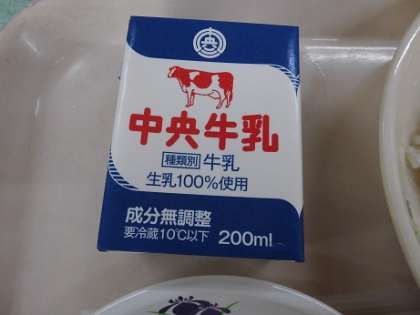 央
中央牛乳
種類別 牛乳
生乳100%使用
成分無調整
要冷蔵10℃以下 200ml